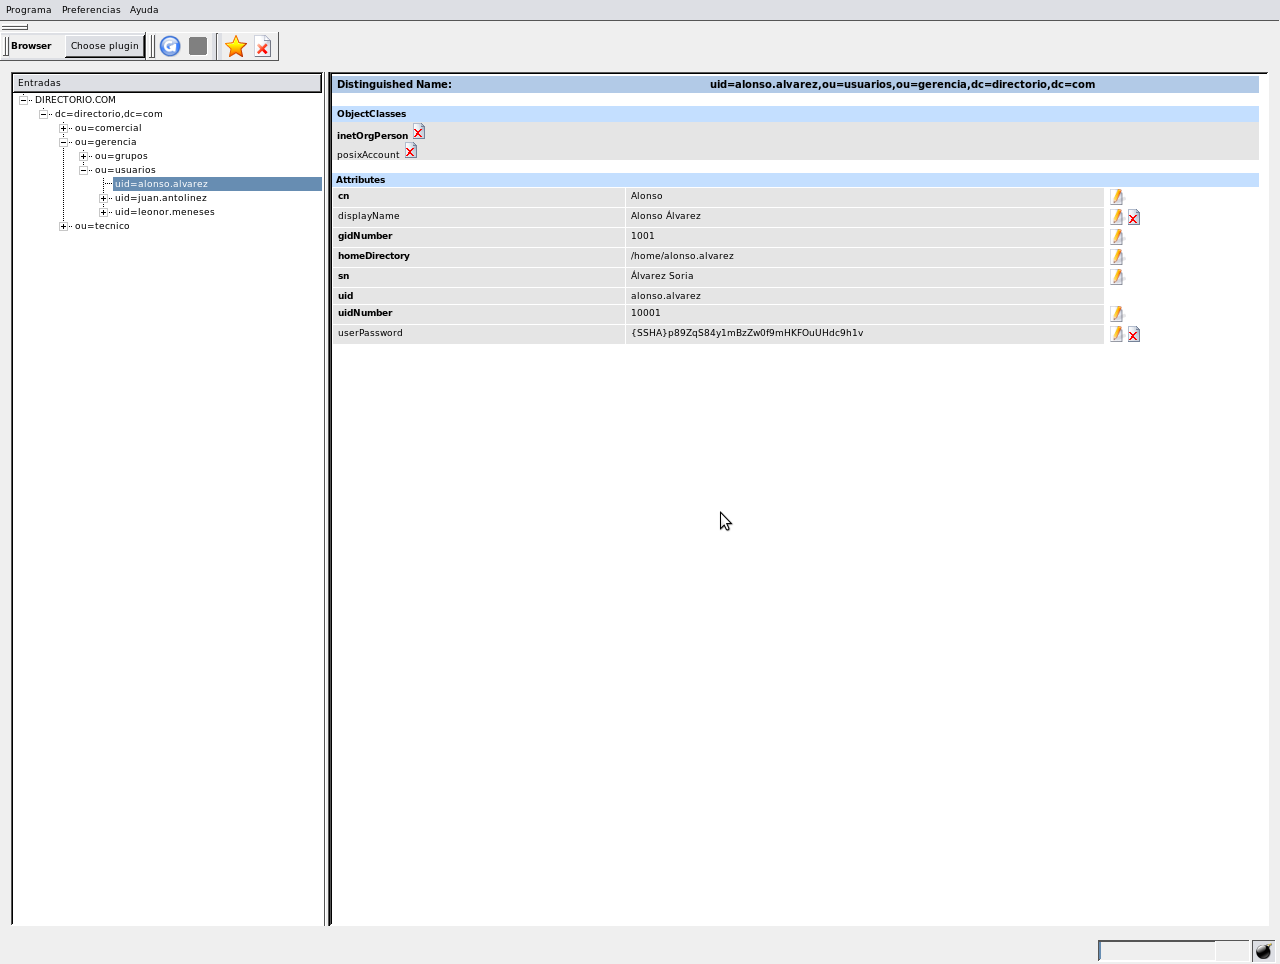 Programa Preferencias Ayuda
Browser Choose plugin
Entradas
DIRECTORIO.COM
dc=directorio,dc=com
ou=comercial
ou=gerencia
ou=grupos
ou=usuarios
uid=alonso.alvarez
uid=juan.antolinez
uid=leonor.meneses
ou=tecnico
Distinguished Name: uid=alonso.alvarez,ou=usuarios,ou=gerencia,dc=directorio,dc=com
ObjectClasses
inetOrgPerson
posixAccount
Attributes
cn Alonso
displayName Alonso Álvarez
gidNumber 1001
homeDirectory /home/alonso.alvarez
sn Álvarez Soria
uid alonso.alvarez
uidNumber 10001
userPassword {SSHA}p89ZqS84y1mBzZw0f9mHKFOuUHdc9h1v